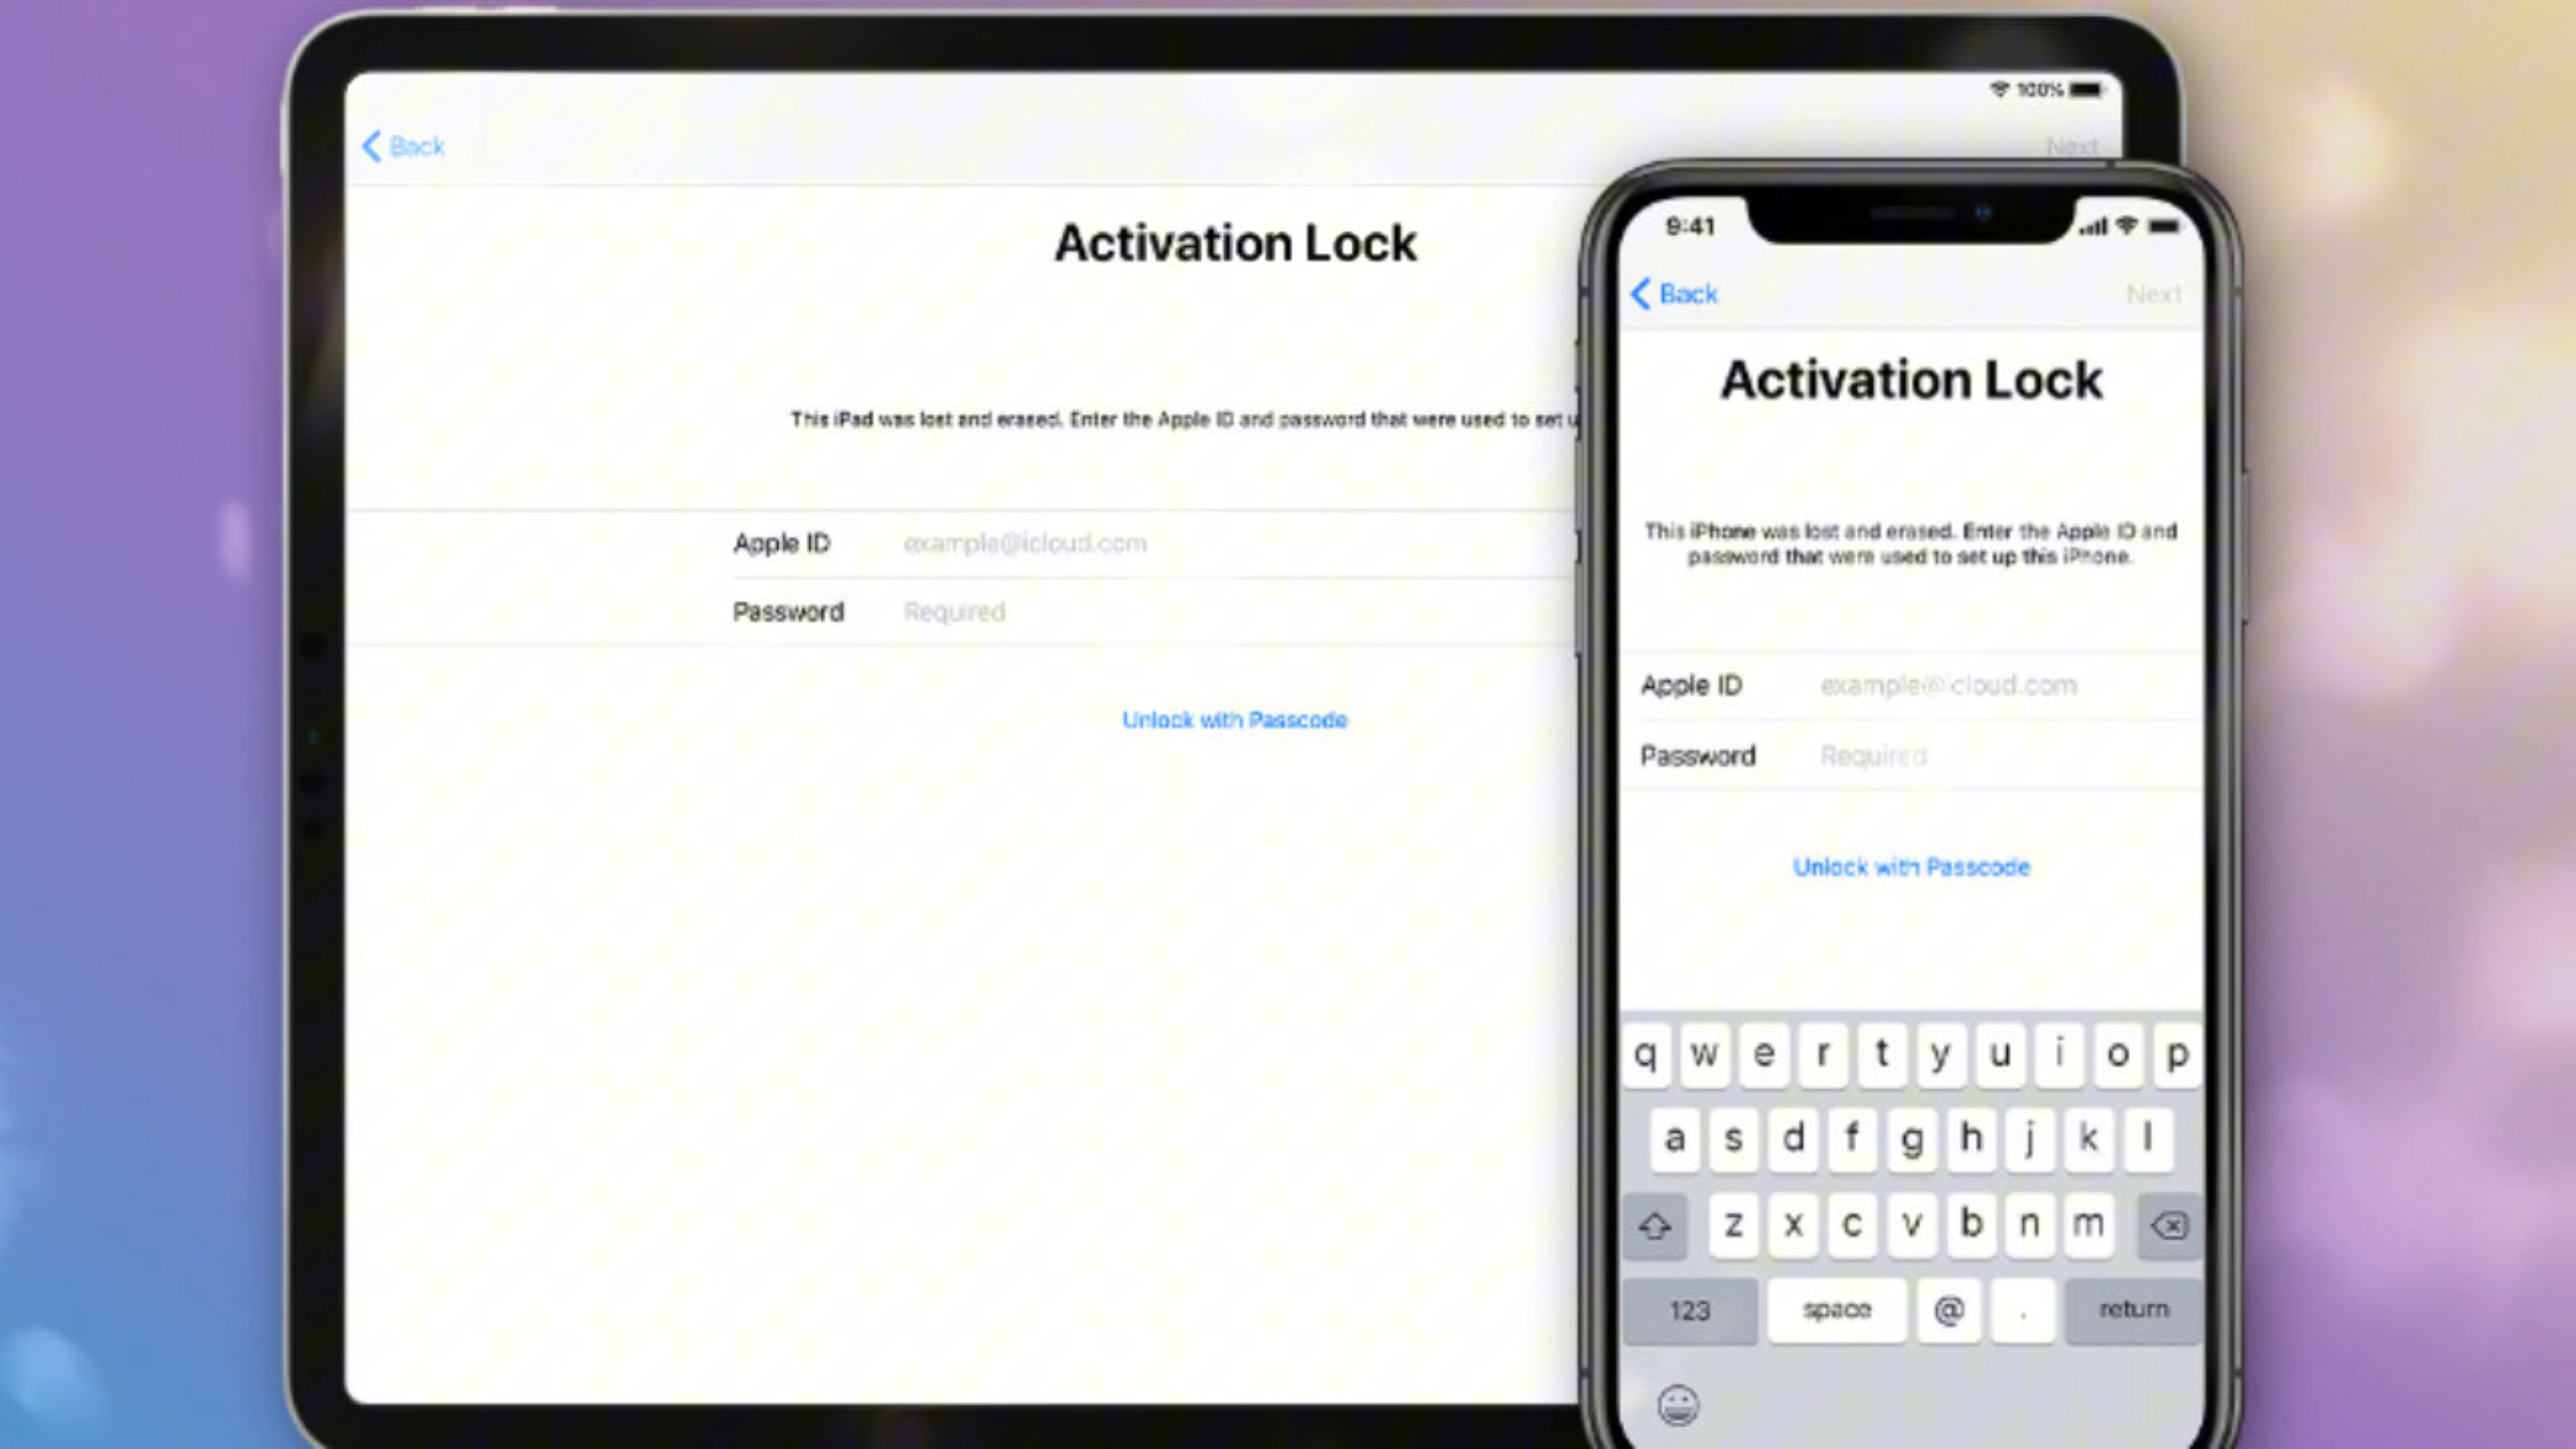 100%
Back
Next
Activation Lock
This iPad was lost and erased. Enter the Apple ID and password that were used to set u
Apple ID example@icloud.com
Password Required
Unlock with Passcode
9:41
Back Next
Activation Lock
This iPhone was lost and erased. Enter the Apple ID and
password that were used to set up this iPhone.
Apple ID example@icloud.com
Password Required
Unlock with Passcode
q w e r t y u i o p
a s d f g h j k l
z x c v b n m
123 space @ . return